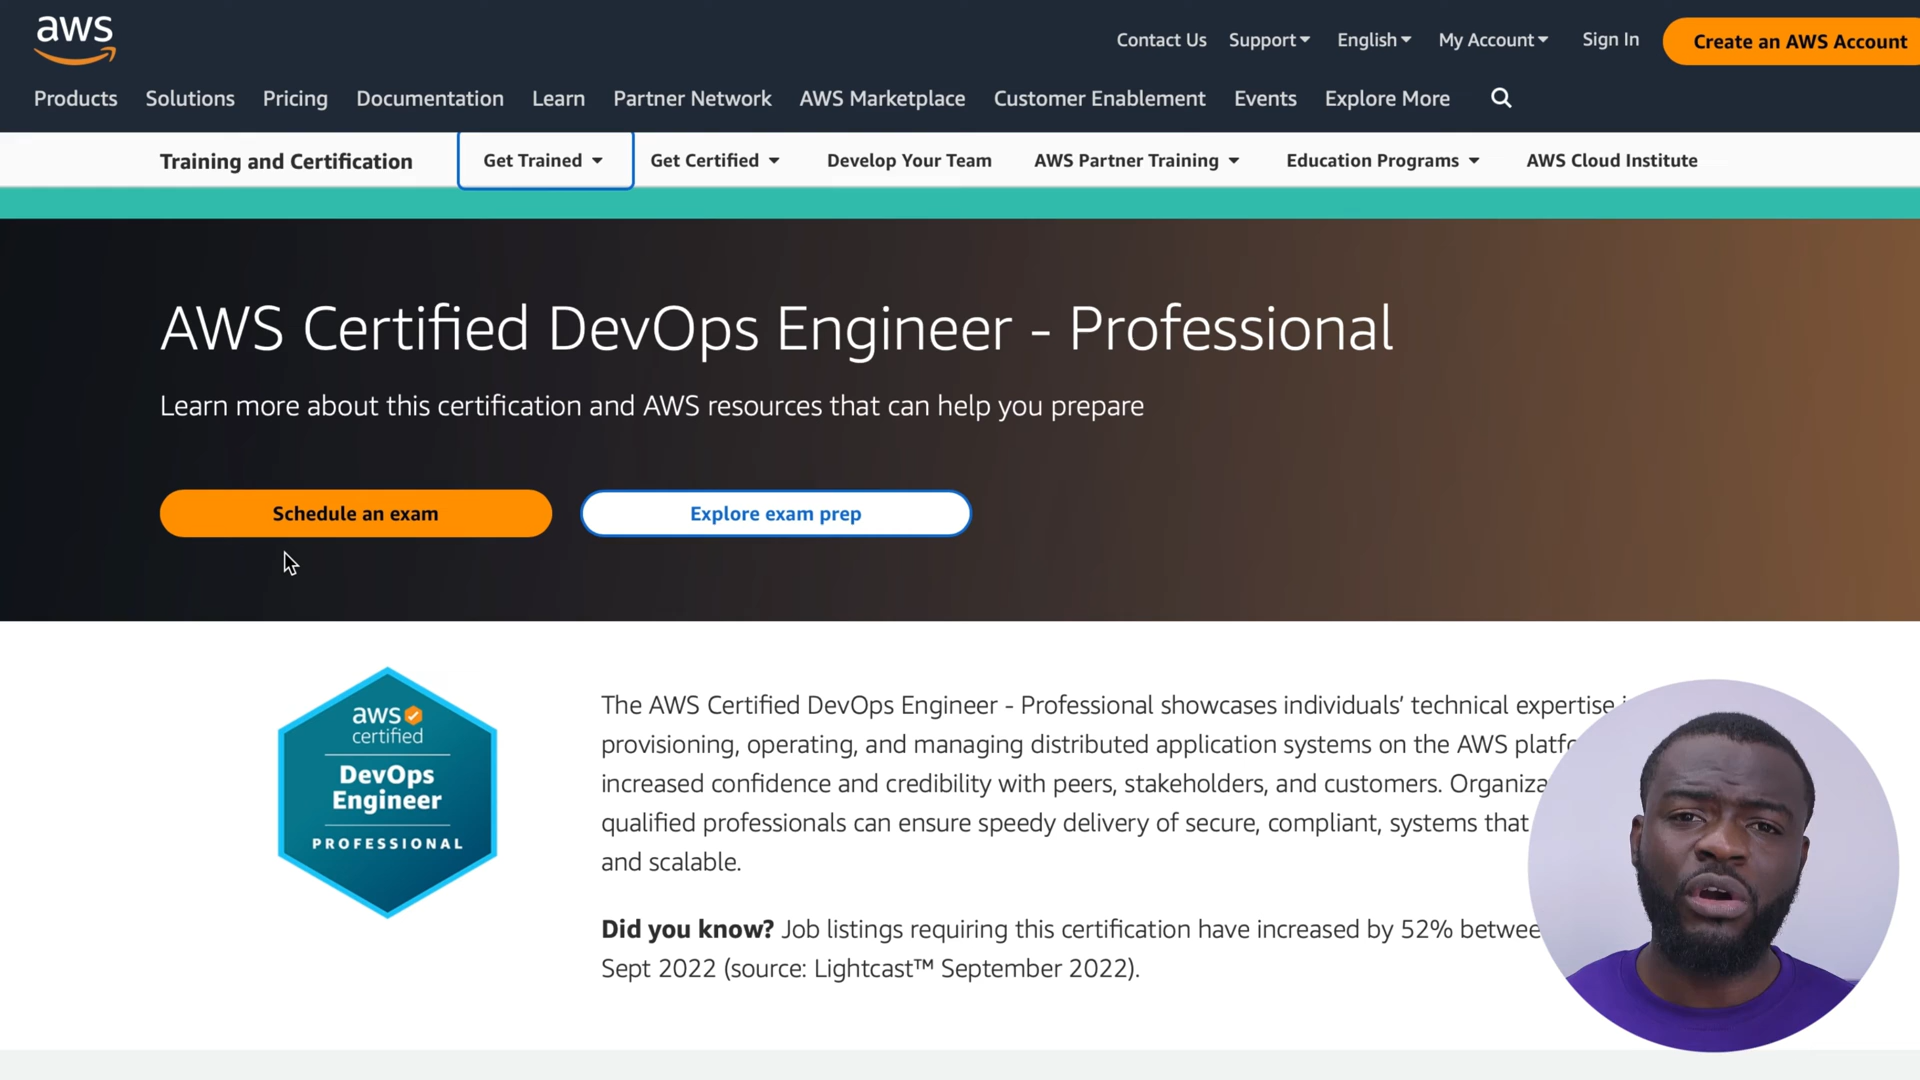 aws
Contact Us Support English My Account Sign In Create an AWS Account
Products Solutions Pricing Documentation Learn Partner Network AWS Marketplace Customer Enablement Events Explore More
Training and Certification Get Trained Get Certified Develop Your Team AWS Partner Training Education Programs AWS Cloud Institute
AWS Certified DevOps Engineer - Professional
Learn more about this certification and AWS resources that can help you prepare
Schedule an exam Explore exam prep
aws
certified
DevOps
Engineer
PROFESSIONAL
The AWS Certified DevOps Engineer - Professional showcases individuals’ technical expertise
provisioning, operating, and managing distributed application systems on the AWS
increased confidence and credibility with peers, stakeholders, and customers.
qualified professionals can ensure speedy delivery of secure, compliant, systems that
and scalable.
Did you know? Job listings requiring this certification have increased by 52%
Sept 2022 (source: Lightcast™ September 2022).